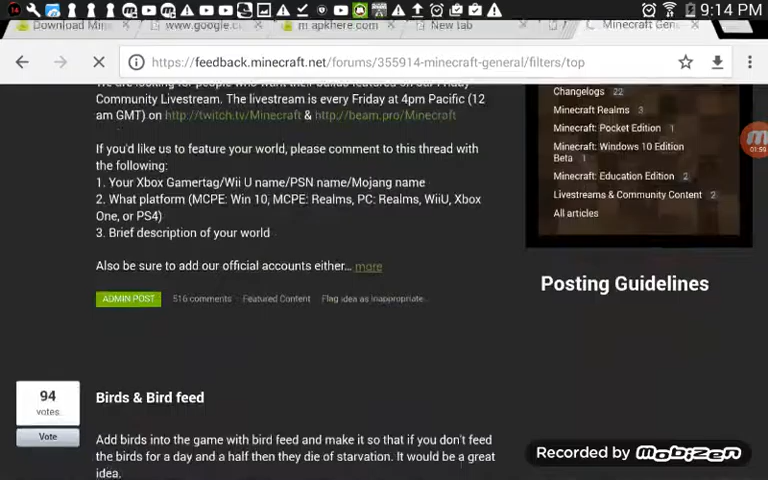 14
9:14 PM
Download Min
www.google.c
m apkhere com
New tab
Minecraft Gen
https://feedback.minecraft.net/forums/355914-minecraft-general/filters/top
Community Livestream. The livestream is every Friday at 4pm Pacific (12
am GMT) on http://twitch.tv/Minecraft & http://beam.pro/Minecraft
If you'd like us to feature your world, please comment to this thread with
the following:
1. Your Xbox Gamertag/Wii U name/PSN name/Mojang name
2. What platform (MCPE: Win 10, MCPE: Realms, PC: Realms, WiiU, Xbox
One, or PS4)
3. Brief description of your world
Also be sure to add our official accounts either… more
ADMIN POST 516 comments · Featured Content · Flag idea as inappropriate…
94
votes
Vote
Birds & Bird feed
Add birds into the game with bird feed and make it so that if you don't feed
the birds for a day and a half then they die of starvation. It would be a great
idea.
Changelogs 22
Minecraft Realms 3
Minecraft: Pocket Edition 1
Minecraft: Windows 10 Edition
Beta 1
Minecraft: Education Edition 2
Livestreams & Community Content 2
All articles
01:59
Posting Guidelines
Recorded by Mobizen